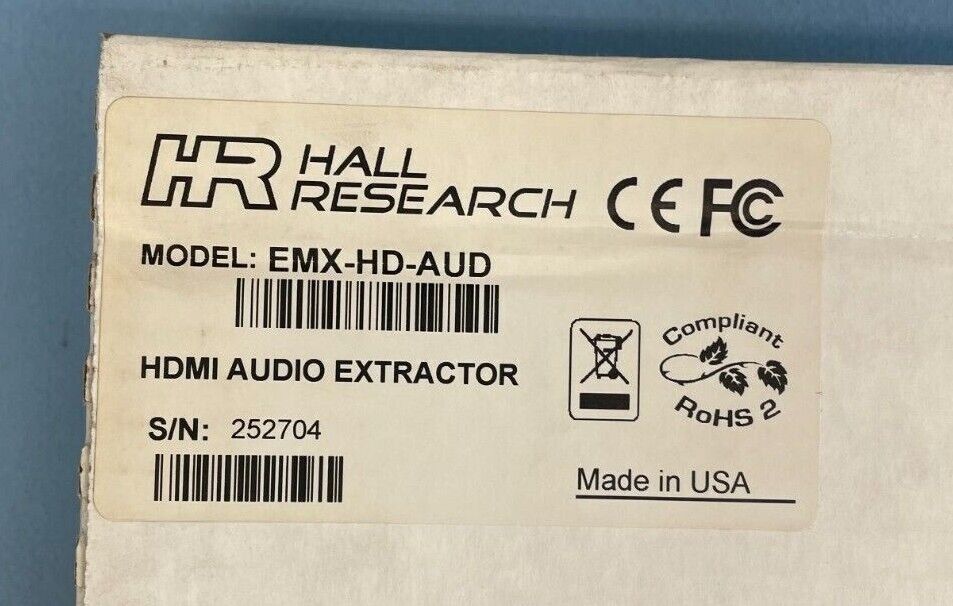 HR HALL
RESEARCH CE FC
MODEL: EMX-HD-AUD
HDMI AUDIO EXTRACTOR
S/N: 252704
Compliant
RoHS 2
Made in USA